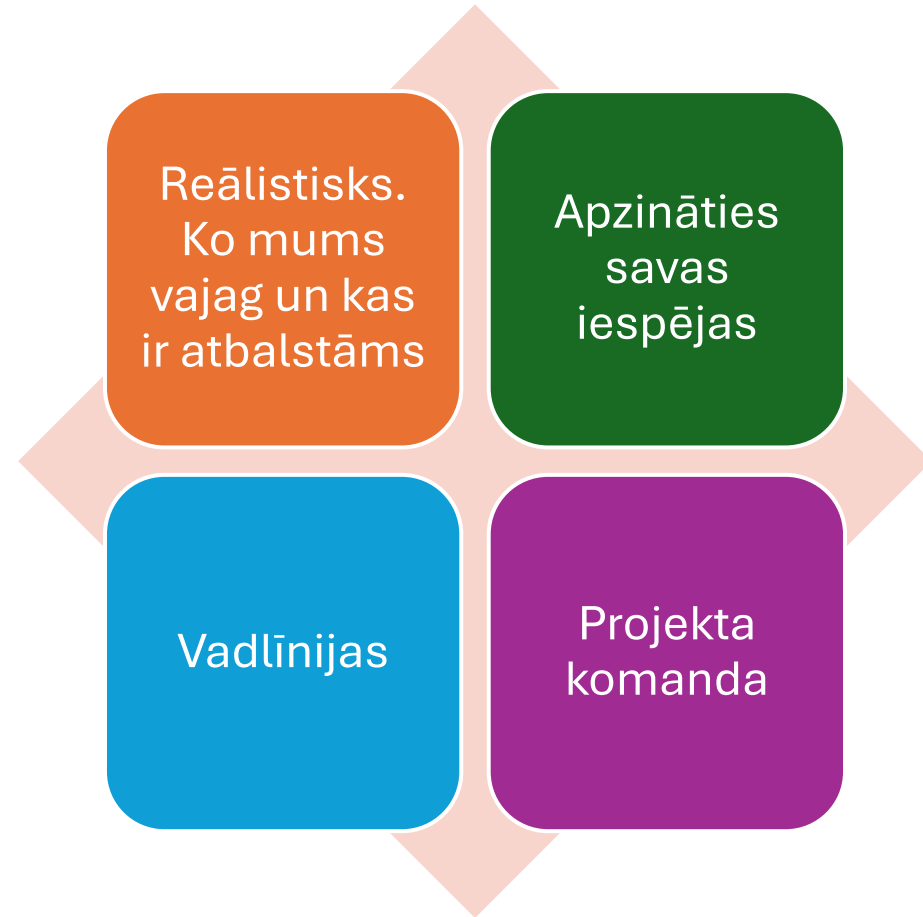 Reālistisks.
Ko mums
vajag un kas
ir atbalstāms
Apzināties
savas
iespējas
Vadlīnijas
Projekta
komanda